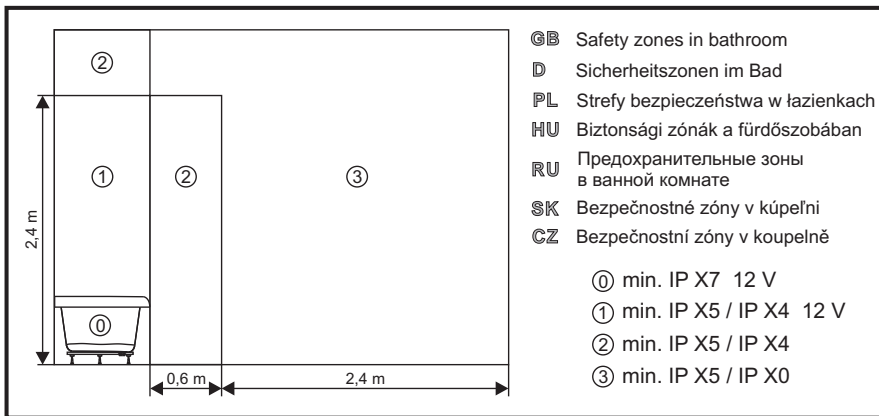 ②
①
②
③
⓪
2,4 m
0,6 m
2,4 m
GB Safety zones in bathroom
D Sicherheitszonen im Bad
PL Strefy bezpieczeństwa w łazienkach
HU Biztonsági zónák a fürdőszobában
RU Предохранительные зоны
в ванной комнате
SK Bezpečnostné zóny v kúpeľni
CZ Bezpečnostní zóny v koupelně
⓪ min. IP X7 12 V
① min. IP X5 / IP X4 12 V
② min. IP X5 / IP X4
③ min. IP X5 / IP X0